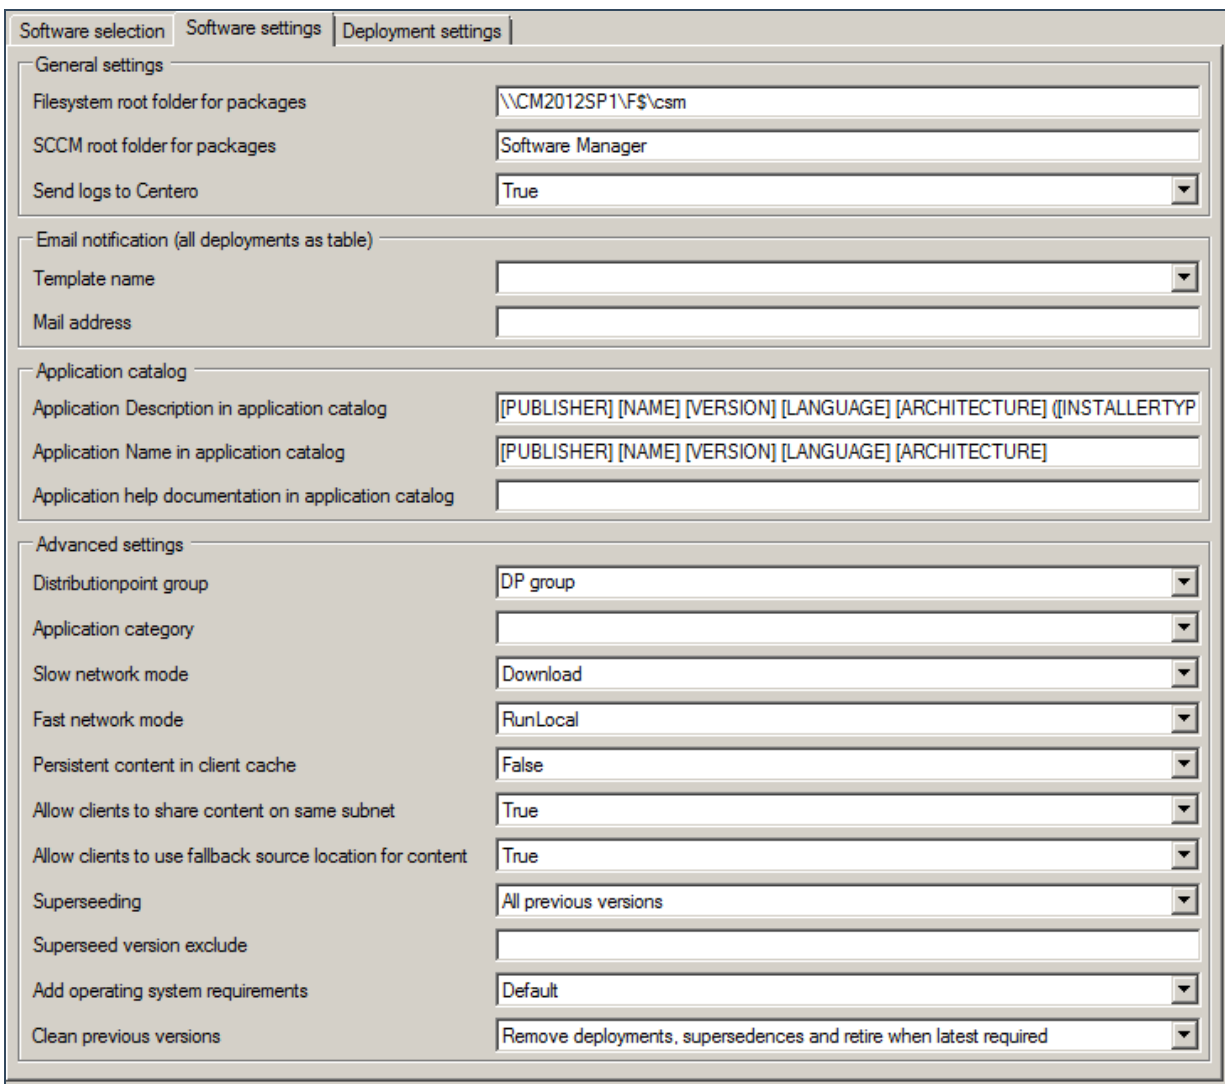 Software selection Software settings Deployment settings
General settings
Filesystem root folder for packages \\CM2012SP1\F$\csm
SCCM root folder for packages Software Manager
Send logs to Centero True
Email notification (all deployments as table)
Template name
Mail address
Application catalog
Application Description in application catalog [PUBLISHER] [NAME] [VERSION] [LANGUAGE] [ARCHITECTURE] ([INSTALLERTYP
Application Name in application catalog [PUBLISHER] [NAME] [VERSION] [LANGUAGE] [ARCHITECTURE]
Application help documentation in application catalog
Advanced settings
Distributionpoint group DP group
Application category
Slow network mode Download
Fast network mode RunLocal
Persistent content in client cache False
Allow clients to share content on same subnet True
Allow clients to use fallback source location for content True
Superseeding All previous versions
Superseed version exclude
Add operating system requirements Default
Clean previous versions Remove deployments, supersedences and retire when latest required